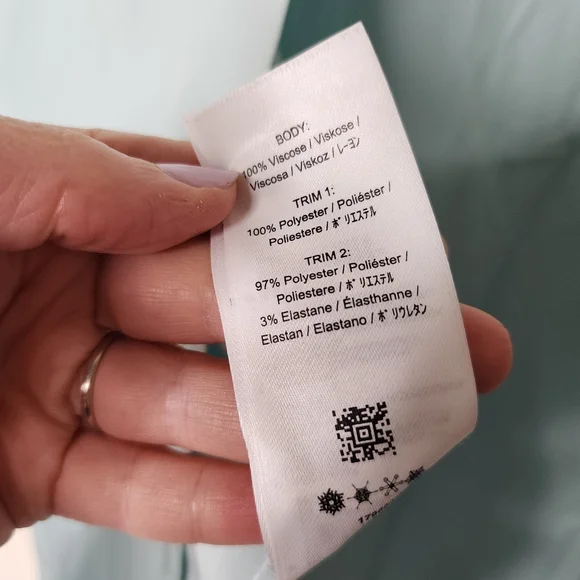 BODY:
100% Viscose / Viskose /
Viscosa / Viskoz / ﾚｰﾖﾝ
TRIM 1:
100% Polyester / Poliéster /
Poliestere / ﾎﾟﾘｴｽﾃﾙ
TRIM 2:
97% Polyester / Poliéster /
Poliestere / ﾎﾟﾘｴｽﾃﾙ
3% Elastane / Élasthanne /
Elastan / Elastano / ﾎﾟﾘｳﾚﾀﾝ